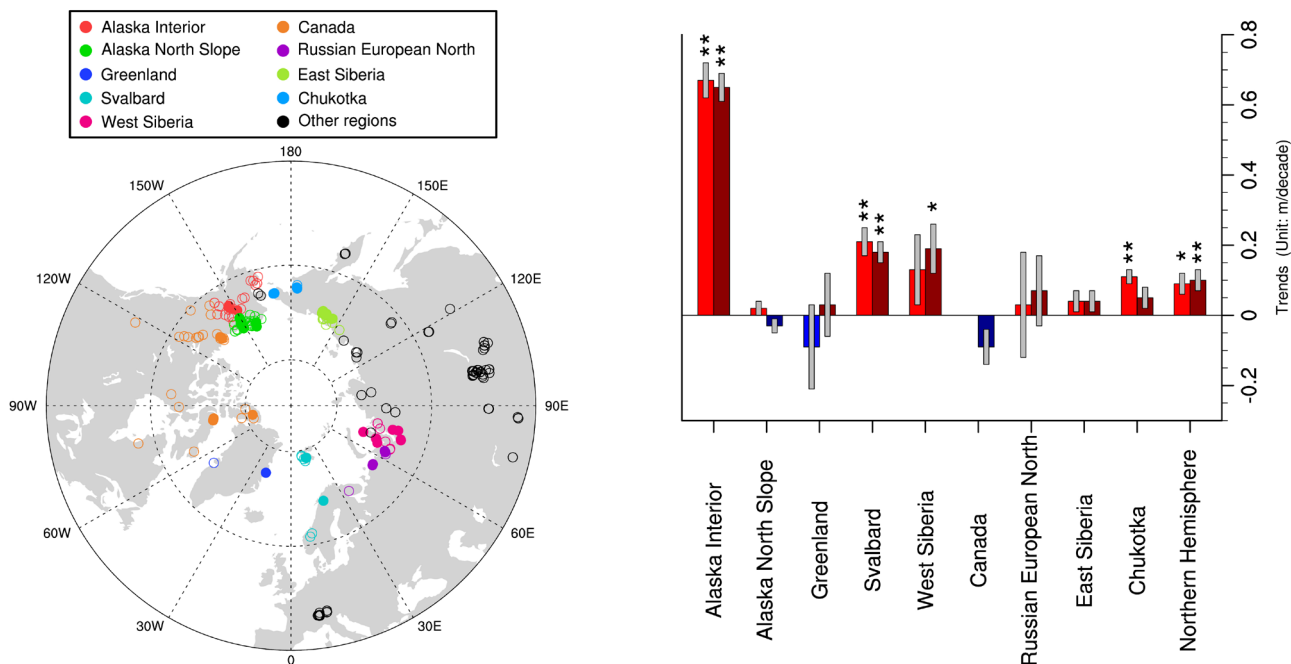 Alaska Interior
Alaska North Slope
Greenland
Svalbard
West Siberia
Canada
Russian European North
East Siberia
Chukotka
Other regions
180
150W
150E
120W
120E
90W
90E
60W
60E
30W
30E
0
**
**
**
**
*
**
*
**
0.8
0.6
0.4
0.2
0
-0.2
Trends (Unit: m/decade)
Alaska Interior
Alaska North Slope
Greenland
Svalbard
West Siberia
Canada
Russian European North
East Siberia
Chukotka
Northern Hemisphere